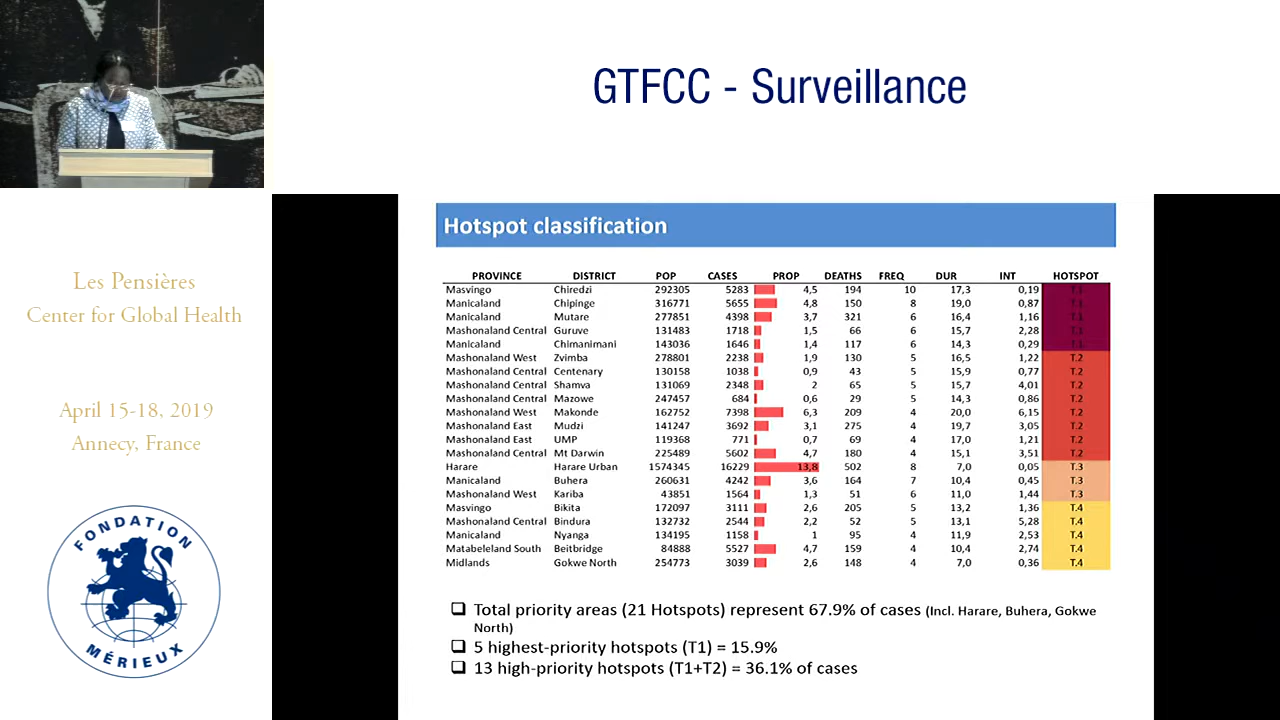 GTFCC - Surveillance
Les Pensières
Center for Global Health
April 15-18, 2019
Annecy, France
FONDATION
MÉRIEUX
Hotspot classification
PROVINCE DISTRICT POP CASES PROP DEATHS FREQ DUR INT HOTSPOT
Masvingo Chiredzi 292305 5283 4,5 194 10 17,3 0,19 T.1
Manicaland Chipinge 316771 5655 4,8 150 8 19,0 0,87 T.1
Manicaland Mutare 277851 4398 3,7 321 6 16,4 1,16 T.1
Mashonaland Central Guruve 131483 1718 1,5 66 6 15,7 2,28 T.1
Manicaland Chimanimani 143036 1646 1,4 117 6 14,3 0,29 T.1
Mashonaland West Zvimba 278801 2238 1,9 130 5 16,5 1,22 T.2
Mashonaland Central Centenary 130158 1038 0,9 43 5 15,9 0,77 T.2
Mashonaland Central Shamva 131069 2348 2 65 5 15,7 4,01 T.2
Mashonaland Central Mazowe 247457 684 0,6 29 5 14,3 0,86 T.2
Mashonaland West Makonde 162752 7398 6,3 209 4 20,0 6,15 T.2
Mashonaland East Mudzi 141247 3692 3,1 275 4 19,7 3,05 T.2
Mashonaland East UMP 119368 771 0,7 69 4 17,0 1,21 T.2
Mashonaland Central Mt Darwin 225489 5602 4,7 180 4 15,1 3,51 T.2
Harare Harare Urban 1574345 16229 13,8 502 8 7,0 0,05 T.3
Manicaland Buhera 260631 4242 3,6 164 7 10,4 0,45 T.3
Mashonaland West Kariba 43851 1564 1,3 51 6 11,0 1,44 T.3
Masvingo Bikita 172097 3111 2,6 205 5 13,2 1,36 T.4
Mashonaland Central Bindura 132732 2544 2,2 52 5 13,1 5,28 T.4
Manicaland Nyanga 134195 1158 1 95 4 11,9 2,53 T.4
Matabeleland South Beitbridge 84888 5527 4,7 159 4 10,4 2,74 T.4
Midlands Gokwe North 254773 3039 2,6 148 4 7,0 0,36 T.4
❑ Total priority areas (21 Hotspots) represent 67.9% of cases (Incl. Harare, Buhera, Gokwe
North)
❑ 5 highest-priority hotspots (T1) = 15.9%
❑ 13 high-priority hotspots (T1+T2) = 36.1% of cases